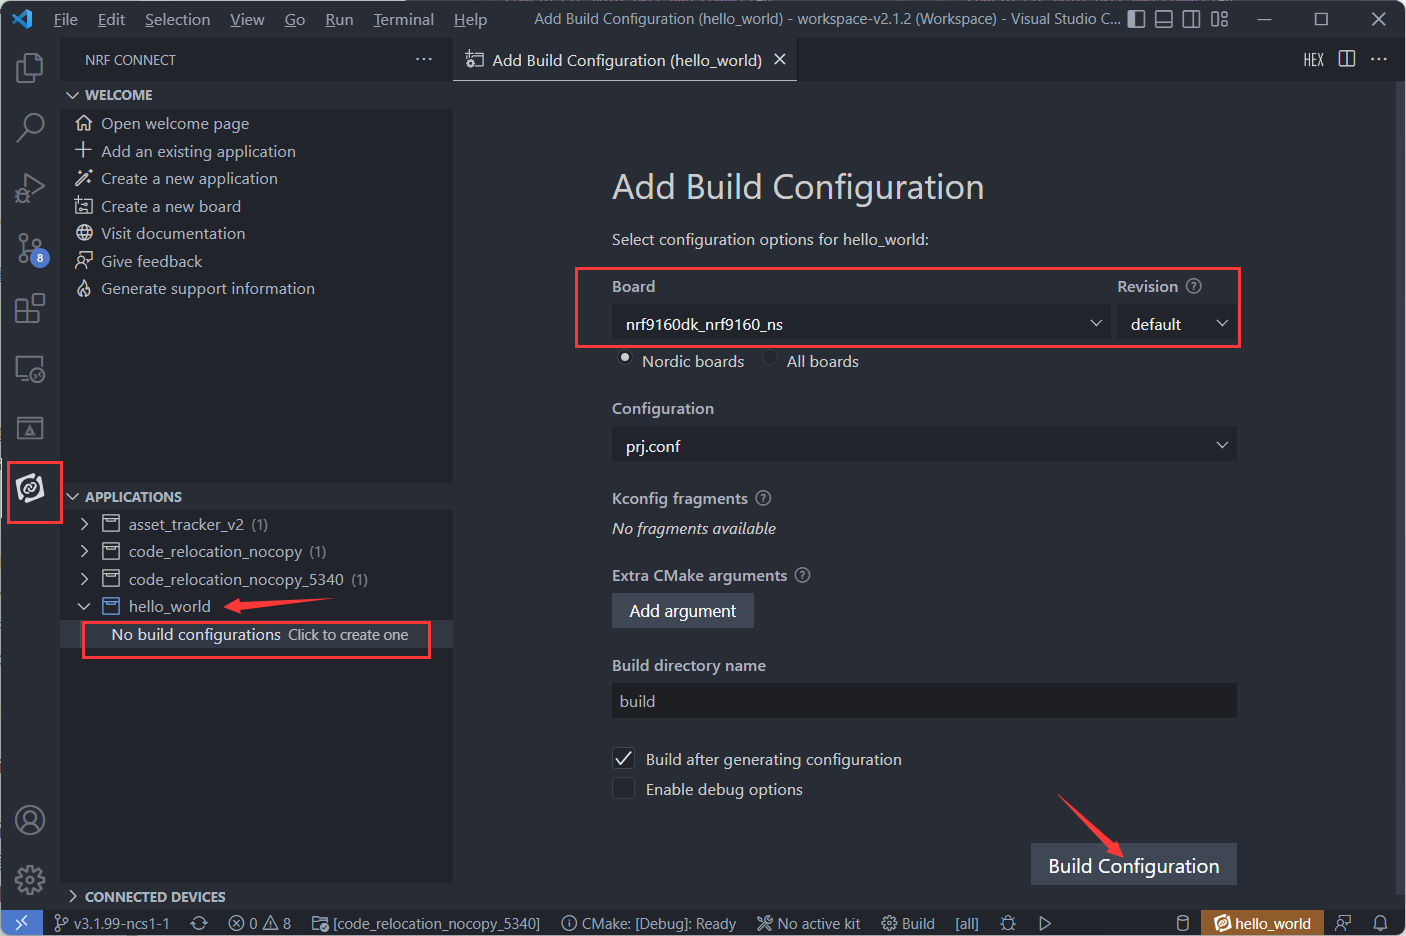 File Edit Selection View Go Run Terminal Help Add Build Configuration (hello_world) - workspace-v2.1.2 (Workspace) - Visual Studio C...
NRF CONNECT ...
Add Build Configuration (hello_world)
HEX ...
WELCOME
Open welcome page
Add an existing application
Create a new application
Create a new board
Visit documentation
Give feedback
Generate support information
8
APPLICATIONS
asset_tracker_v2 (1)
code_relocation_nocopy (1)
code_relocation_nocopy_5340 (1)
hello_world
No build configurations Click to create one
CONNECTED DEVICES
Add Build Configuration
Select configuration options for hello_world:
Board Revision ?
nrf9160dk_nrf9160_ns default
Nordic boards All boards
Configuration
prj.conf
Kconfig fragments ?
No fragments available
Extra CMake arguments ?
Add argument
Build directory name
build
Build after generating configuration
Enable debug options
Build Configuration
v3.1.99-ncs1-1 0 8 [code_relocation_nocopy_5340] CMake: [Debug]: Ready No active kit Build [all] hello_world